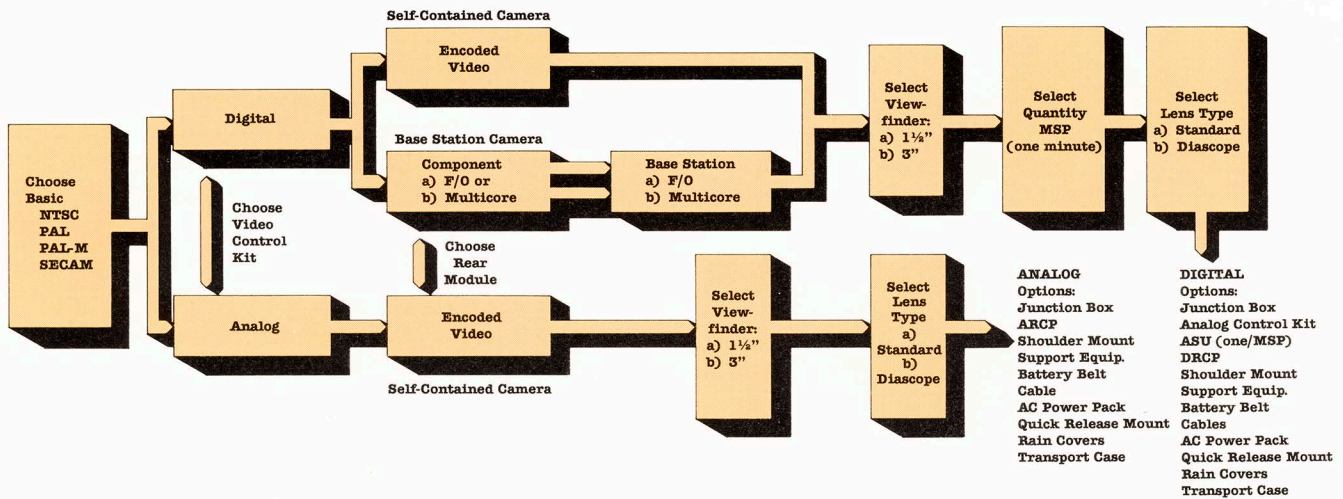 Self-Contained Camera
Encoded
Video
Digital
Base Station Camera
Component
a) F/O or
b) Multicore
Base Station
a) F/O
b) Multicore
Select
View-
finder:
a) 1½”
b) 3”
Select
Quantity
MSP
(one minute)
Select
Lens Type
a) Standard
b) Diascope
Choose
Basic
NTSC
PAL
PAL-M
SECAM
Choose
Video
Control
Kit
Choose
Rear
Module
Analog
Encoded
Video
Self-Contained Camera
Select
View-
finder:
a) 1½”
b) 3”
Select
Lens
Type
a)
Standard
b)
Diascope
ANALOG
Options:
Junction Box
ARCP
Shoulder Mount
Support Equip.
Battery Belt
Cable
AC Power Pack
Quick Release Mount
Rain Covers
Transport Case
DIGITAL
Options:
Junction Box
Analog Control Kit
ASU (one/MSP)
DRCP
Shoulder Mount
Support Equip.
Battery Belt
Cables
AC Power Pack
Quick Release Mount
Rain Covers
Transport Case